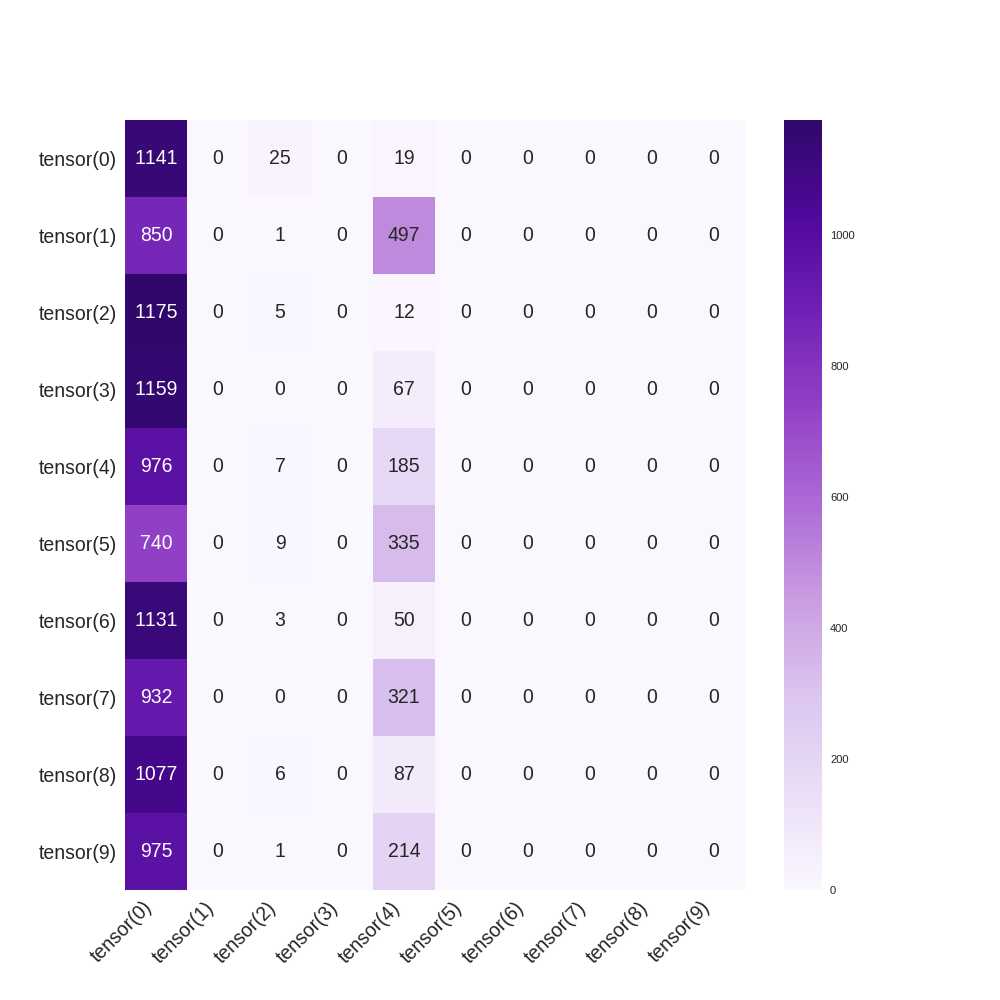 tensor(0) 1141 0 25 0 19 0 0 0 0 0
tensor(1) 850 0 1 0 497 0 0 0 0 0
tensor(2) 1175 0 5 0 12 0 0 0 0 0
tensor(3) 1159 0 0 0 67 0 0 0 0 0
tensor(4) 976 0 7 0 185 0 0 0 0 0
tensor(5) 740 0 9 0 335 0 0 0 0 0
tensor(6) 1131 0 3 0 50 0 0 0 0 0
tensor(7) 932 0 0 0 321 0 0 0 0 0
tensor(8) 1077 0 6 0 87 0 0 0 0 0
tensor(9) 975 0 1 0 214 0 0 0 0 0
tensor(0) tensor(1) tensor(2) tensor(3) tensor(4) tensor(5) tensor(6) tensor(7) tensor(8) tensor(9)
1000
800
600
400
200
0